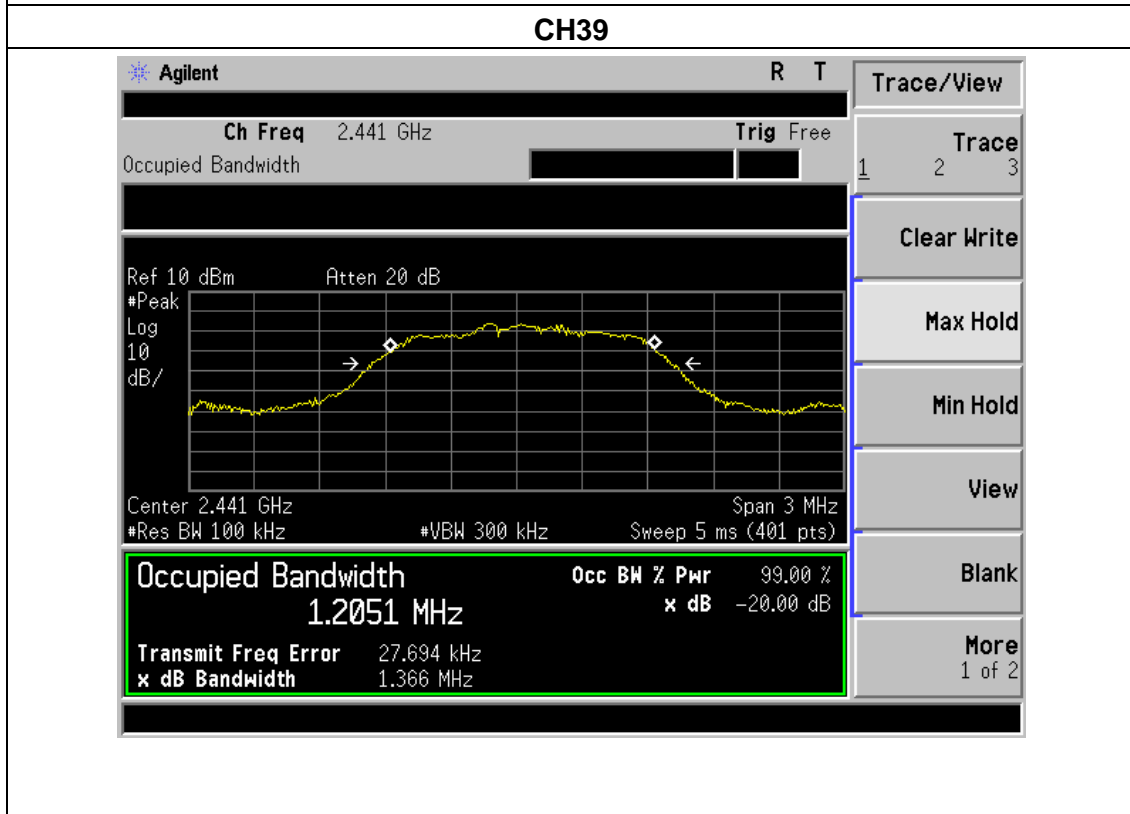 CH39
Agilent R T
Ch Freq 2.441 GHz Trig Free
Occupied Bandwidth
Ref 10 dBm Atten 20 dB
#Peak
Log
10
dB/
Center 2.441 GHz Span 3 MHz
#Res BW 100 kHz #VBW 300 kHz Sweep 5 ms (401 pts)
Occupied Bandwidth Occ BW % Pwr 99.00 %
1.2051 MHz x dB -20.00 dB
Transmit Freq Error 27.694 kHz
x dB Bandwidth 1.366 MHz
Trace/View
Trace
1 2 3
Clear Write
Max Hold
Min Hold
View
Blank
More
1 of 2